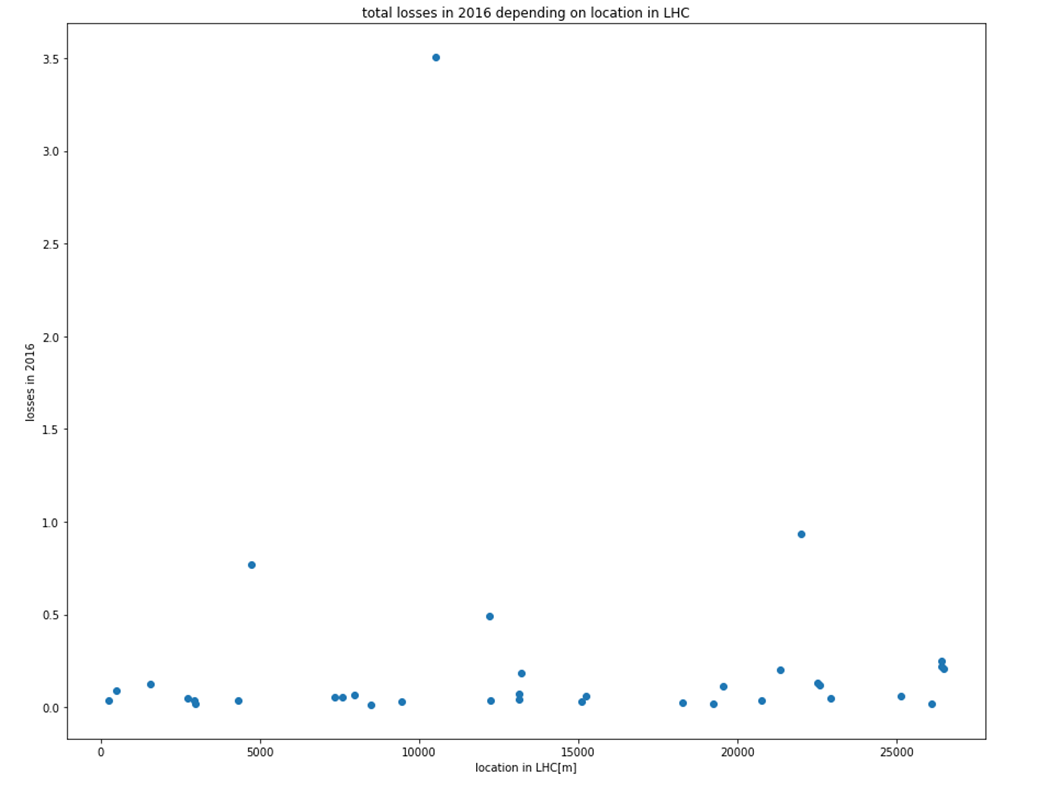 total losses in 2016 depending on location in LHC
3.5
3.0
2.5
2.0
1.5
1.0
0.5
0.0
losses in 2016
0 5000 10000 15000 20000 25000
location in LHC[m]